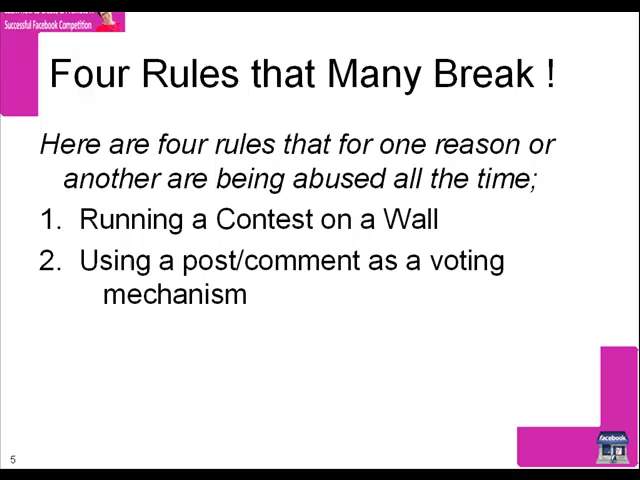 Successful Facebook Competition
Four Rules that Many Break !
Here are four rules that for one reason or
another are being abused all the time;
1. Running a Contest on a Wall
2. Using a post/comment as a voting
mechanism
facebook
5